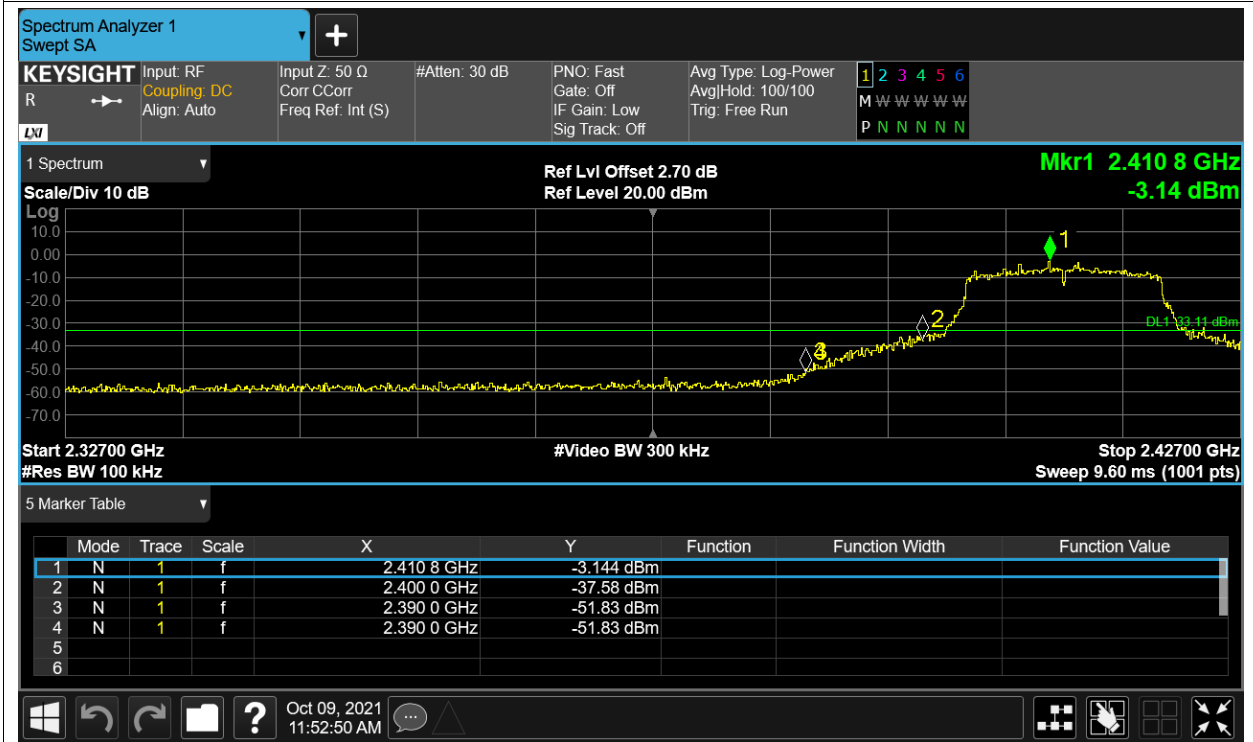 Spectrum Analyzer 1
Swept SA
KEYSIGHT Input: RF Input Z: 50 Ω #Atten: 30 dB PNO: Fast Avg Type: Log-Power 1 2 3 4 5 6
R Coupling: DC Corr CCorr Gate: Off Avg|Hold: 100/100 M W W W W W
Align: Auto Freq Ref: Int (S) IF Gain: Low Trig: Free Run
LXI Sig Track: Off P N N N N N
1 Spectrum Ref Lvl Offset 2.70 dB Mkr1 2.410 8 GHz
Scale/Div 10 dB Ref Level 20.00 dBm -3.14 dBm
Log
10.0
1
0.00
-10.0
-20.0
-30.0
2
DL1 -33.11 dBm
-40.0
-50.0
-60.0
-70.0
Start 2.32700 GHz #Video BW 300 kHz Stop 2.42700 GHz
#Res BW 100 kHz Sweep 9.60 ms (1001 pts)
5 Marker Table
Mode Trace Scale X Y Function Function Width Function Value
1 N 1 f 2.410 8 GHz -3.144 dBm
2 N 1 f 2.400 0 GHz -37.58 dBm
3 N 1 f 2.390 0 GHz -51.83 dBm
4 N 1 f 2.390 0 GHz -51.83 dBm
5
6
? Oct 09, 2021
11:52:50 AM